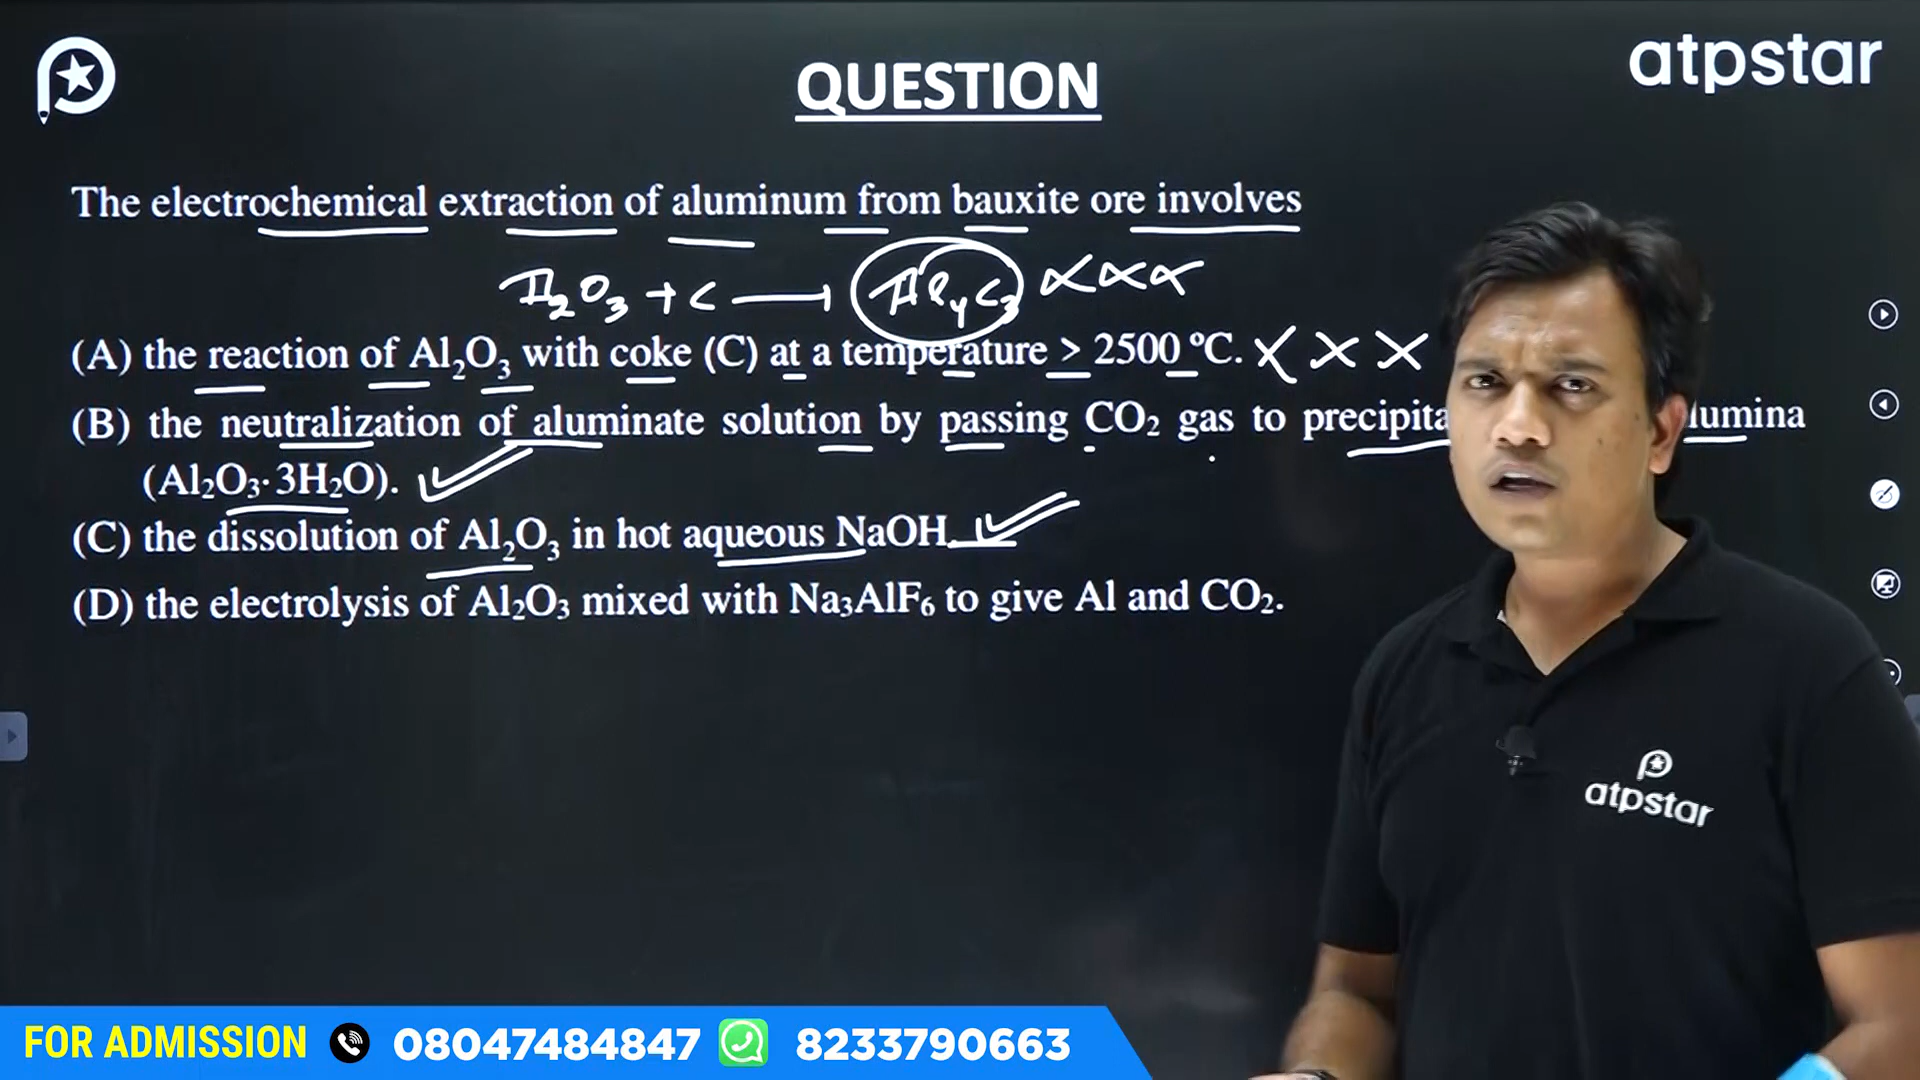 atpstar
QUESTION
The electrochemical extraction of aluminum from bauxite ore involves
Al₂O₃ + C → Al₄C₃ ×××
(A) the reaction of Al₂O₃ with coke (C) at a temperature > 2500 ºC. × × ×
(B) the neutralization of aluminate solution by passing CO₂ gas to precipita lumina
(Al₂O₃·3H₂O).
(C) the dissolution of Al₂O₃ in hot aqueous NaOH.
(D) the electrolysis of Al₂O₃ mixed with Na₃AlF₆ to give Al and CO₂.
atpstar
FOR ADMISSION 08047484847 8233790663